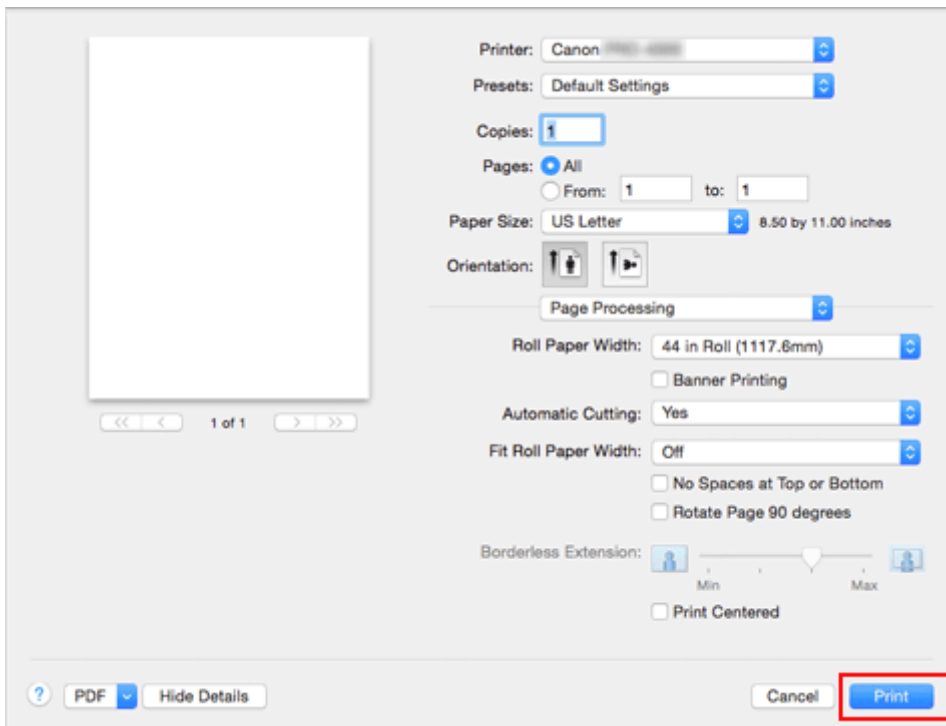 Printer: Canon
Presets: Default Settings
Copies: 1
Pages: All
From: 1 to: 1
Paper Size: US Letter 8.50 by 11.00 inches
Orientation:
Page Processing
Roll Paper Width: 44 in Roll (1117.6mm)
Banner Printing
1 of 1
Automatic Cutting: Yes
Fit Roll Paper Width: Off
No Spaces at Top or Bottom
Rotate Page 90 degrees
Borderless Extension:
Min Max
Print Centered
? PDF Hide Details Cancel Print